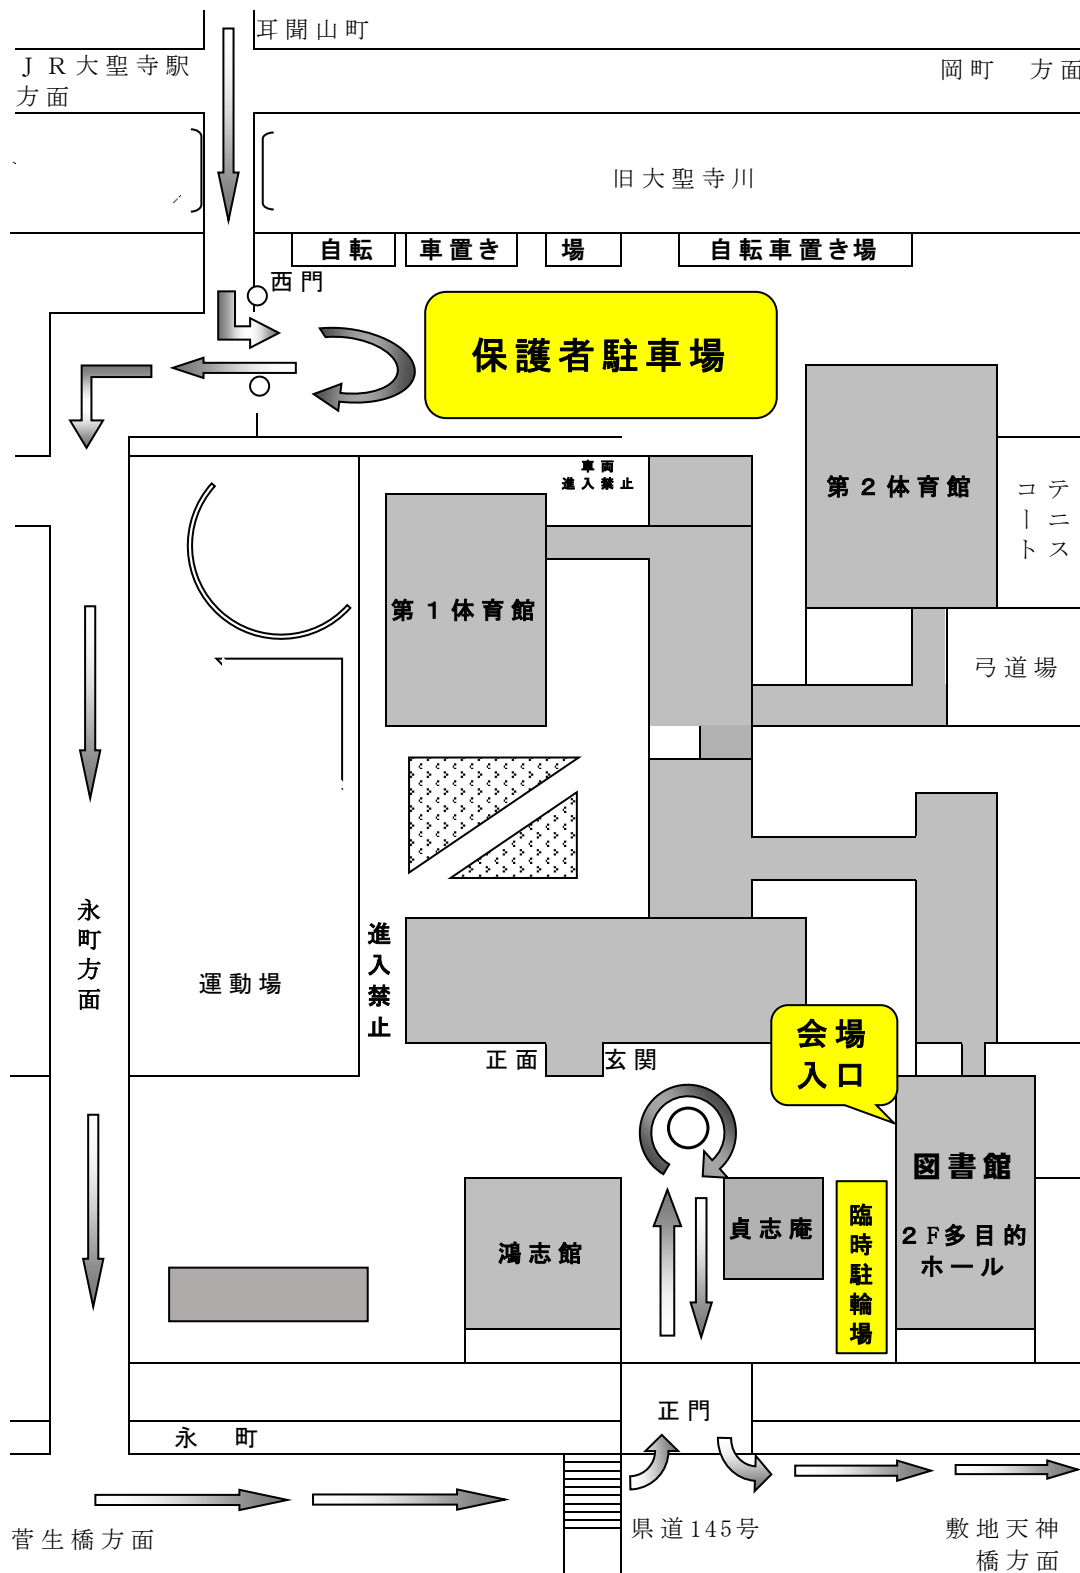 耳聞山町
ＪＲ大聖寺駅
方面
岡町　方面
旧大聖寺川
自転
車置き
場
自転車置き場
西門
保護者駐車場
車両
進入禁止
第２体育館
テニス
コート
第１体育館
弓道場
永町方面
運動場
進入禁止
正面
玄関
会場
入口
図書館
２F多目的
ホール
鴻志館
貞志庵
臨時駐輪場
正門
永　町
菅生橋方面
県道145号
敷地天神
橋方面